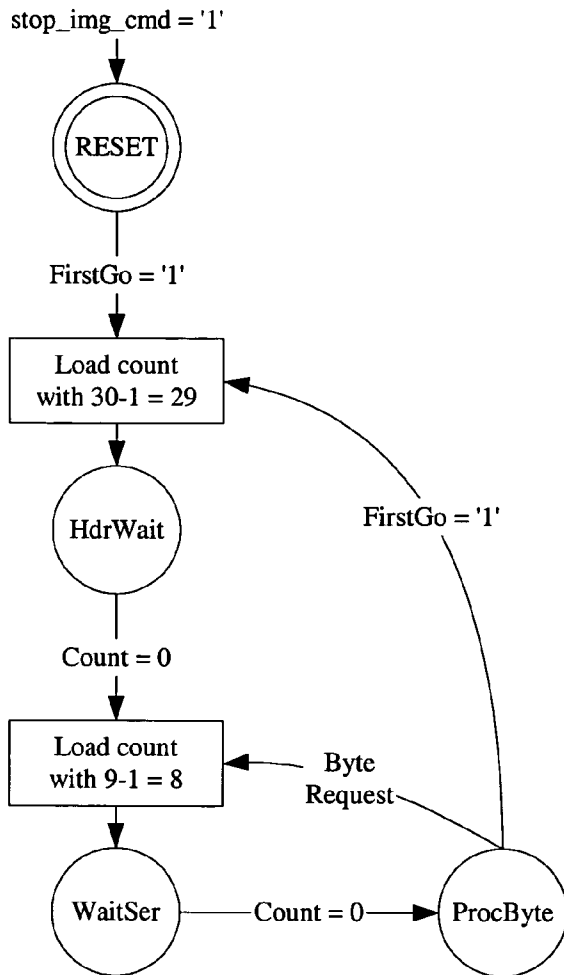 stop_img_cmd = '1'
RESET
FirstGo = '1'
Load count
with 30-1 = 29
HdrWait
FirstGo = '1'
Count = 0
Load count
with 9-1 = 8
Byte
Request
WaitSer
Count = 0
ProcByte